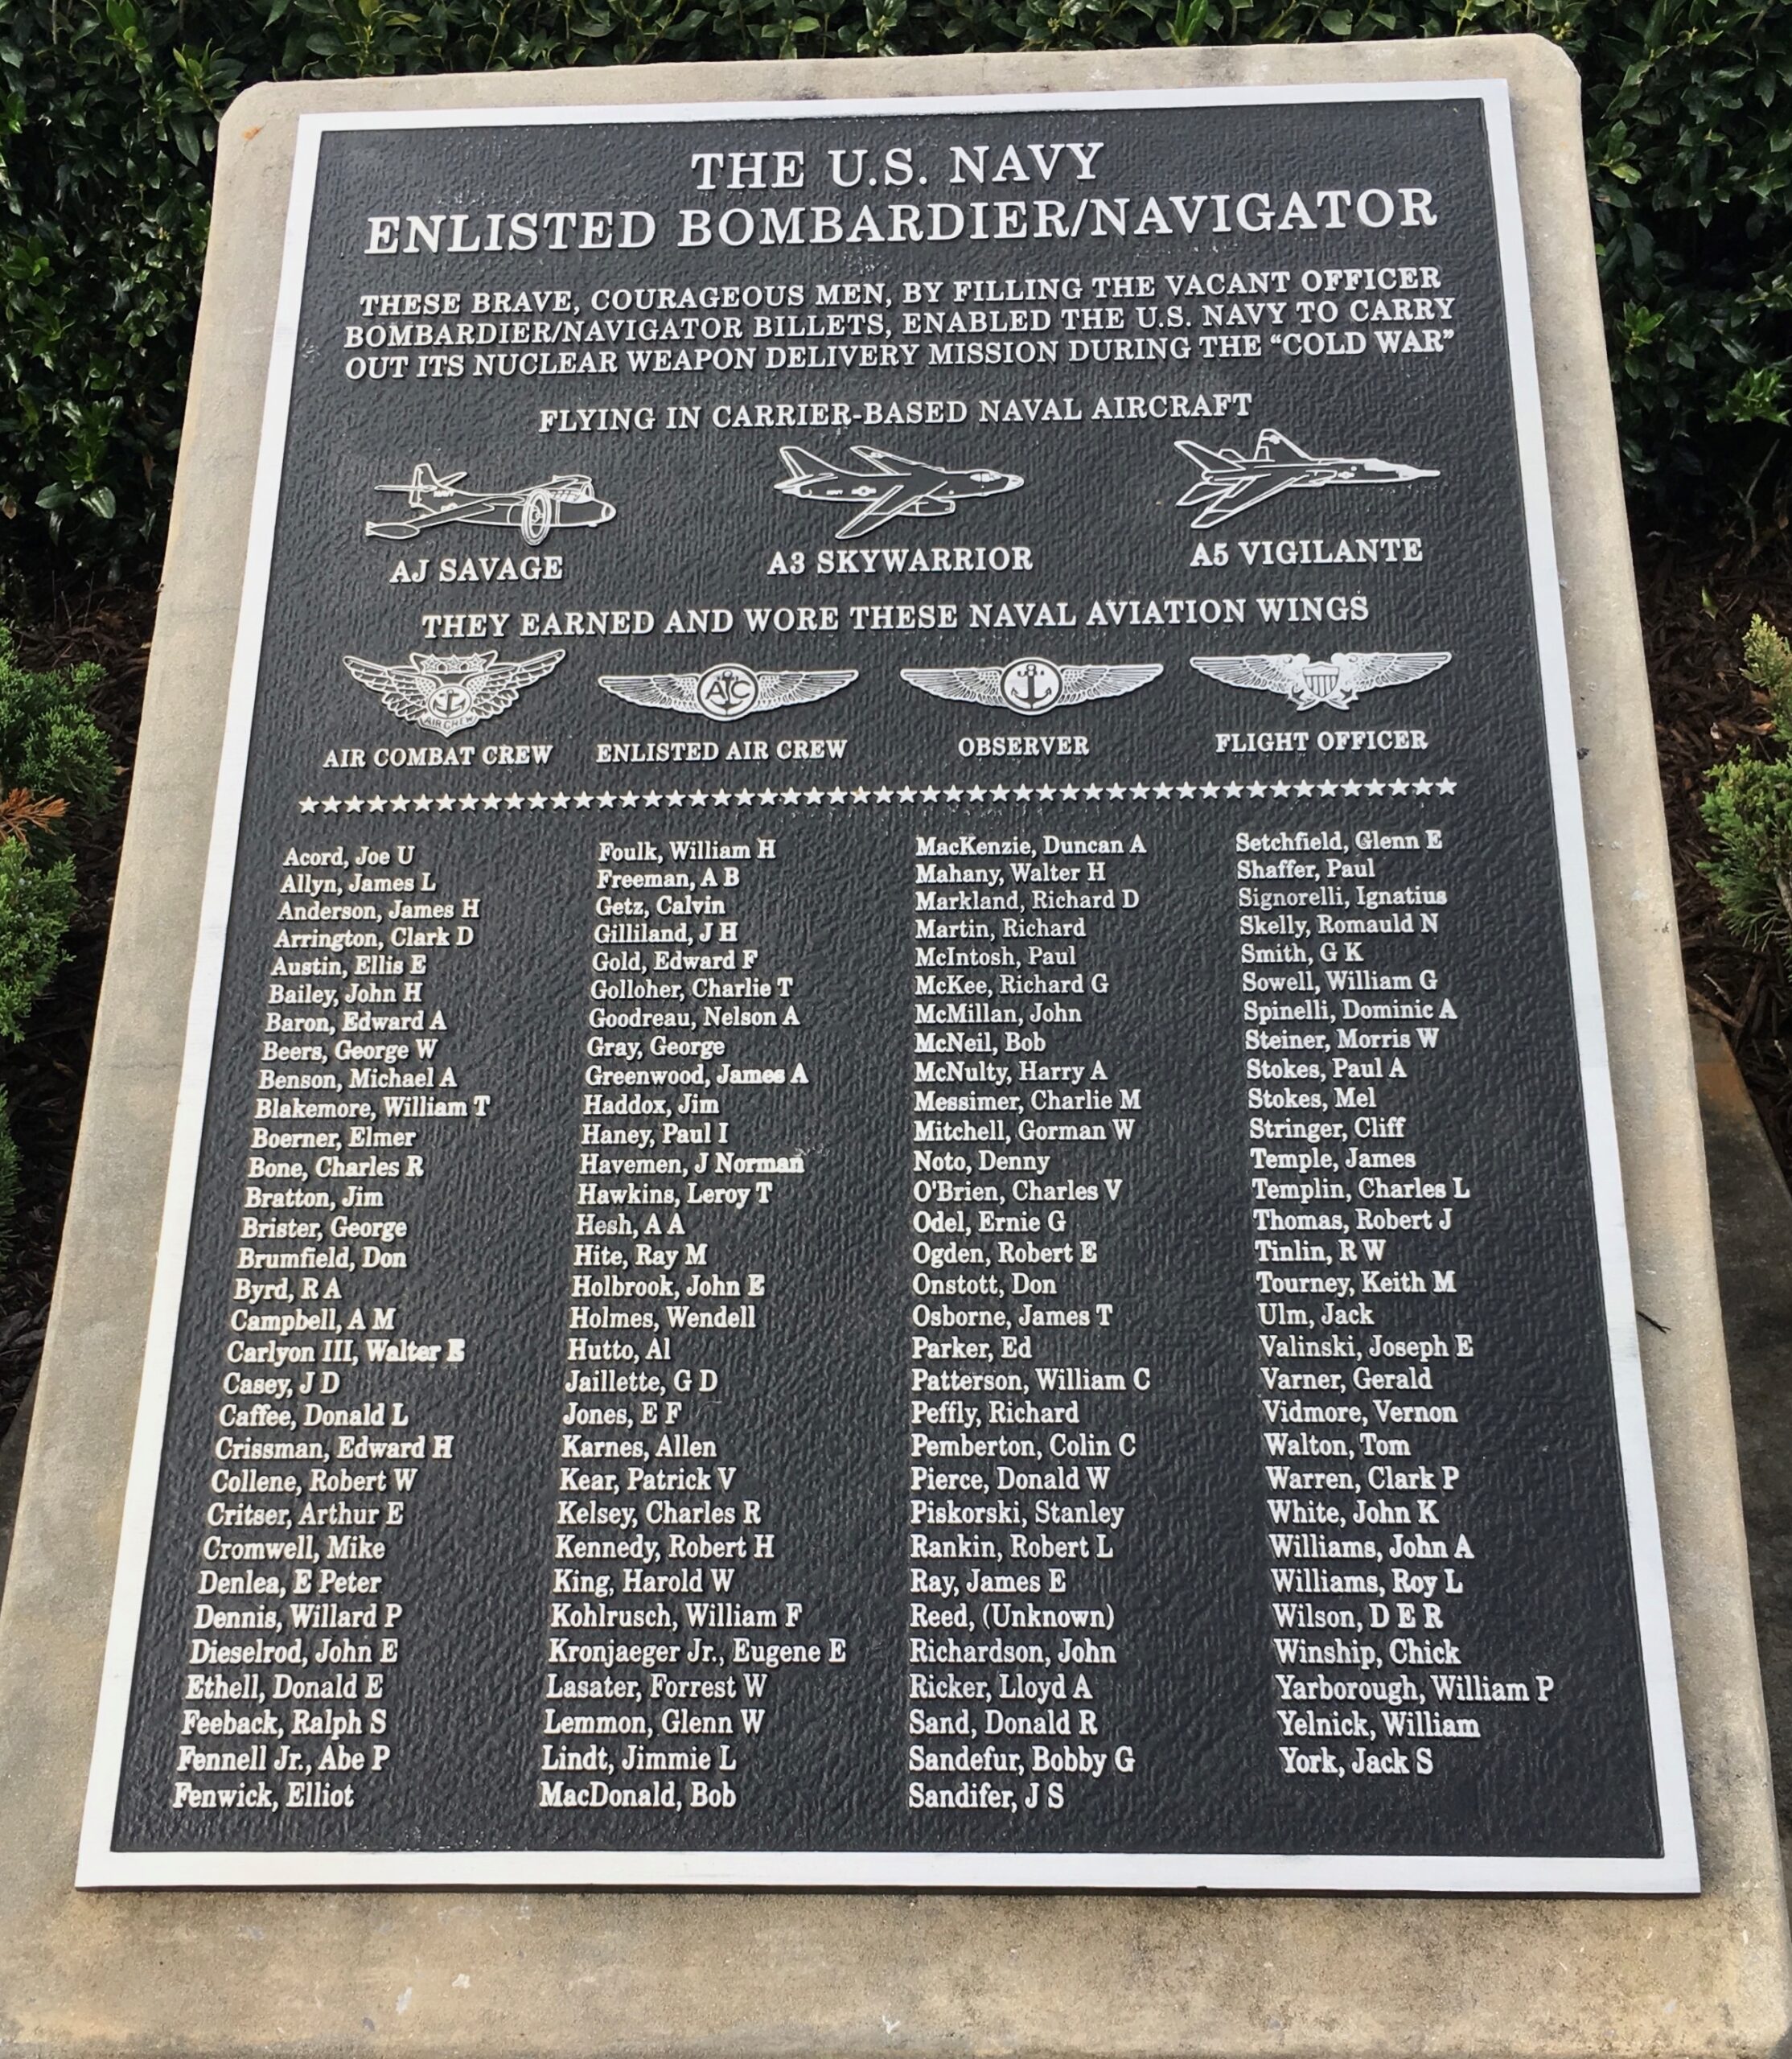 THE U.S. NAVY
ENLISTED BOMBARDIER/NAVIGATOR
THESE BRAVE, COURAGEOUS MEN, BY FILLING THE VACANT OFFICER
BOMBARDIER/NAVIGATOR BILLETS, ENABLED THE U.S. NAVY TO CARRY
OUT ITS NUCLEAR WEAPON DELIVERY MISSION DURING THE “COLD WAR”
FLYING IN CARRIER-BASED NAVAL AIRCRAFT
NAVY
NAVY
AJ SAVAGE
A3 SKYWARRIOR
A5 VIGILANTE
THEY EARNED AND WORE THESE NAVAL AVIATION WINGS
AIR CREW
AC
AIR COMBAT CREW
ENLISTED AIR CREW
OBSERVER
FLIGHT OFFICER
Acord, Joe U
Allyn, James L
Anderson, James H
Arrington, Clark D
Austin, Ellis E
Bailey, John H
Baron, Edward A
Beers, George W
Benson, Michael A
Blakemore, William T
Boerner, Elmer
Bone, Charles R
Bratton, Jim
Brister, George
Brumfield, Don
Byrd, R A
Campbell, A M
Carlyon III, Walter E
Casey, J D
Caffee, Donald L
Crissman, Edward H
Collene, Robert W
Critser, Arthur E
Cromwell, Mike
Denlea, E Peter
Dennis, Willard P
Dieselrod, John E
Ethell, Donald E
Feeback, Ralph S
Fennell Jr., Abe P
Fenwick, Elliot
Foulk, William H
Freeman, A B
Getz, Calvin
Gilliland, J H
Gold, Edward F
Golloher, Charlie T
Goodreau, Nelson A
Gray, George
Greenwood, James A
Haddox, Jim
Haney, Paul I
Havemen, J Norman
Hawkins, Leroy T
Hesh, A A
Hite, Ray M
Holbrook, John E
Holmes, Wendell
Hutto, Al
Jaillette, G D
Jones, E F
Karnes, Allen
Kear, Patrick V
Kelsey, Charles R
Kennedy, Robert H
King, Harold W
Kohlrusch, William F
Kronjaeger Jr., Eugene E
Lasater, Forrest W
Lemmon, Glenn W
Lindt, Jimmie L
MacDonald, Bob
MacKenzie, Duncan A
Mahany, Walter H
Markland, Richard D
Martin, Richard
McIntosh, Paul
McKee, Richard G
McMillan, John
McNeil, Bob
McNulty, Harry A
Messimer, Charlie M
Mitchell, Gorman W
Noto, Denny
O'Brien, Charles V
Odel, Ernie G
Ogden, Robert E
Onstott, Don
Osborne, James T
Parker, Ed
Patterson, William C
Peffly, Richard
Pemberton, Colin C
Pierce, Donald W
Piskorski, Stanley
Rankin, Robert L
Ray, James E
Reed, (Unknown)
Richardson, John
Ricker, Lloyd A
Sand, Donald R
Sandefur, Bobby G
Sandifer, J S
Setchfield, Glenn E
Shaffer, Paul
Signorelli, Ignatius
Skelly, Romauld N
Smith, G K
Sowell, William G
Spinelli, Dominic A
Steiner, Morris W
Stokes, Paul A
Stokes, Mel
Stringer, Cliff
Temple, James
Templin, Charles L
Thomas, Robert J
Tinlin, R W
Tourney, Keith M
Ulm, Jack
Valinski, Joseph E
Varner, Gerald
Vidmore, Vernon
Walton, Tom
Warren, Clark P
White, John K
Williams, John A
Williams, Roy L
Wilson, D E R
Winship, Chick
Yarborough, William P
Yelnick, William
York, Jack S